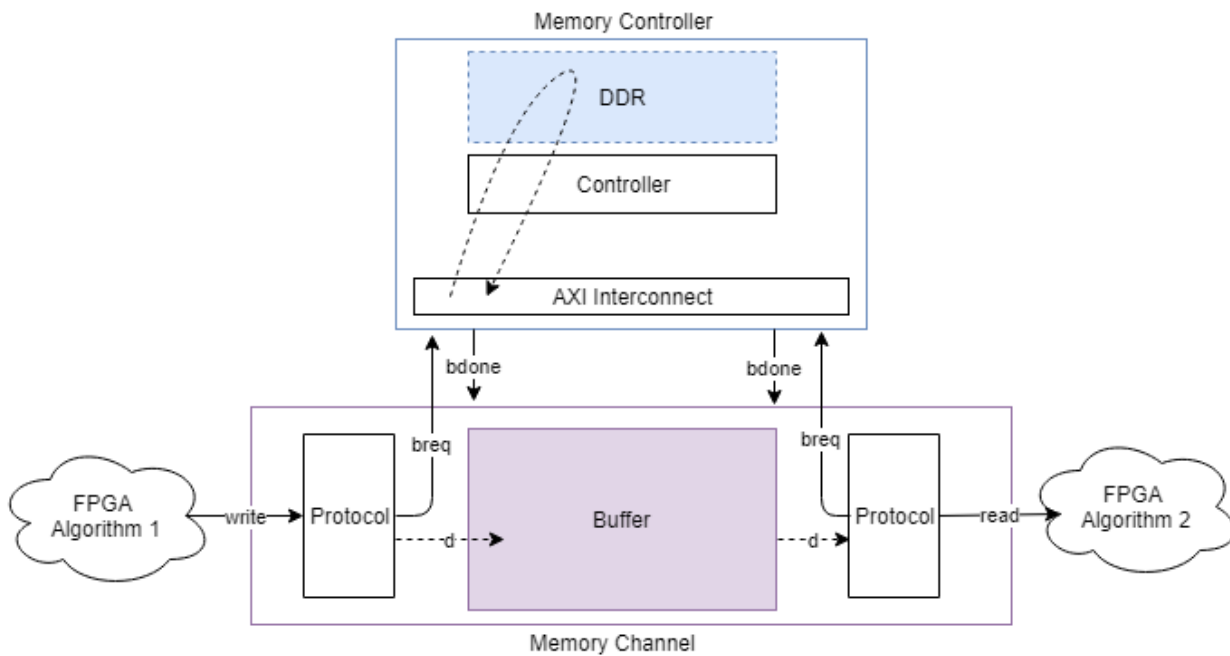 Memory Controller
DDR
Controller
AXI Interconnect
bdone
bdone
breq
breq
FPGA
Algorithm 1
write
Protocol
d
Buffer
d
Protocol
read
FPGA
Algorithm 2
Memory Channel